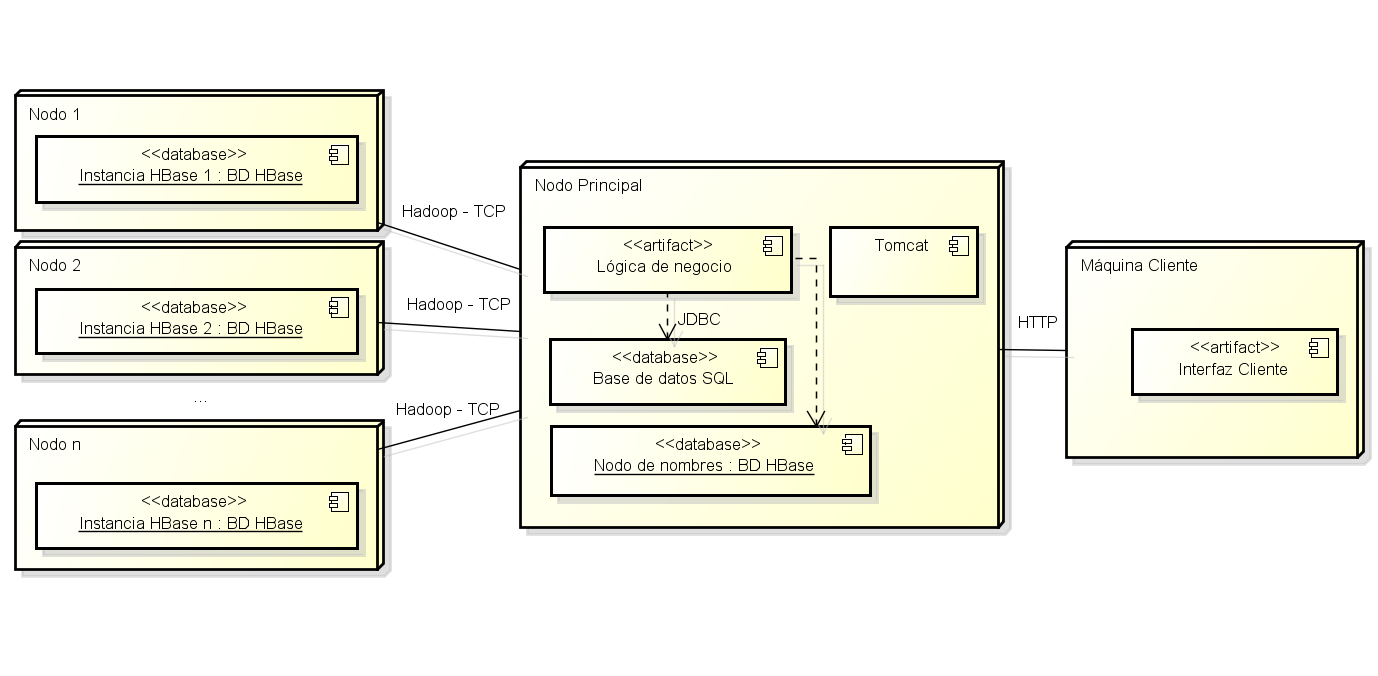 Nodo 1
<<database>>
Instancia HBase 1 : BD HBase
Nodo 2
<<database>>
Instancia HBase 2 : BD HBase
...
Nodo n
<<database>>
Instancia HBase n : BD HBase
Hadoop - TCP
Hadoop - TCP
Hadoop - TCP
Nodo Principal
<<artifact>>
Lógica de negocio
Tomcat
JDBC
<<database>>
Base de datos SQL
<<database>>
Nodo de nombres : BD HBase
HTTP
Máquina Cliente
<<artifact>>
Interfaz Cliente